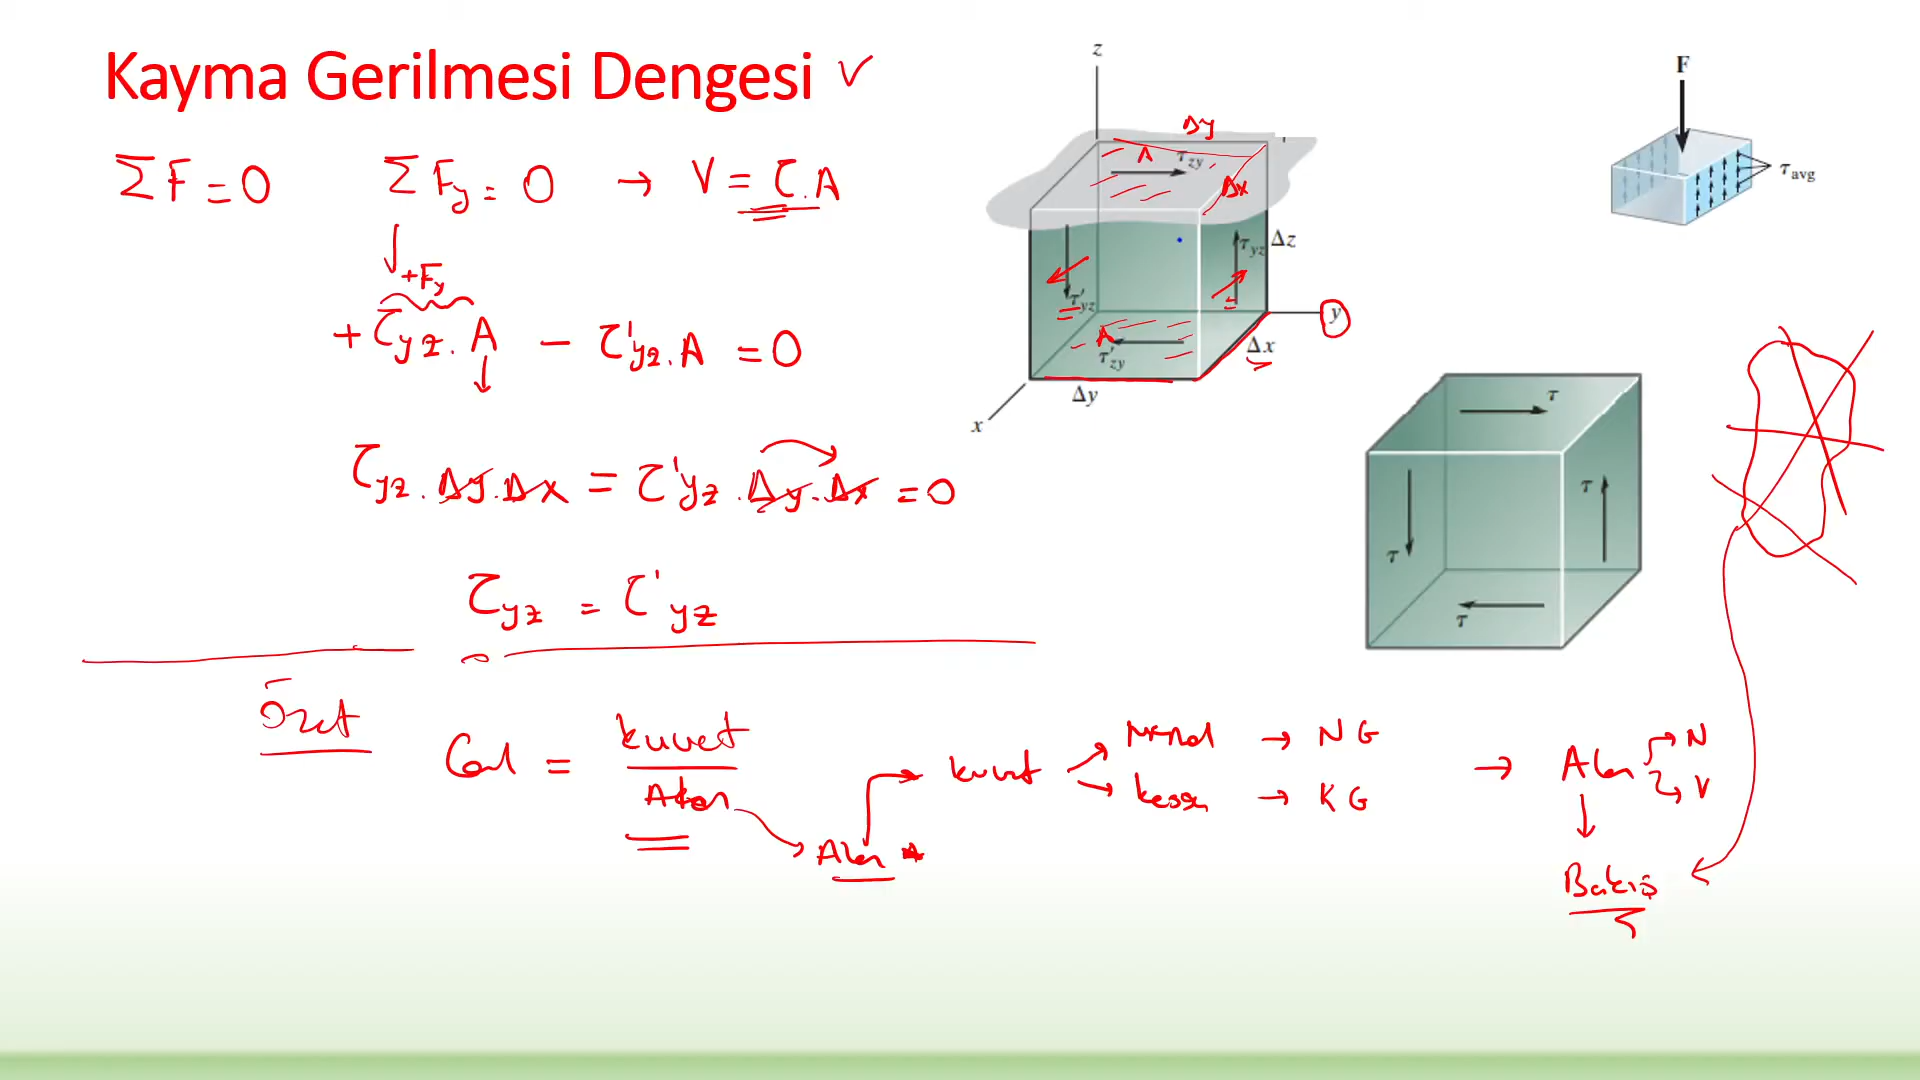 Kayma Gerilmesi Dengesi ✓
ΣF = 0 ΣFy = 0 → V = τ.A
+Fy
+ τyz.A − τ'yz.A = 0
τyz.Δy.Δx = τ'yz.Δy.Δx = 0
τyz = τ'yz
Özet
= kuvvet
Alan
Alan
kuvvet
Normal → NG
kesme → KG
→ Alan
N
V
Bakış
z
Δy
A
τzy
Δx
τyz
Δz
τ'yz
y
A
τ'zy
Δx
Δy
x
F
τavg
τ
τ
τ
τ